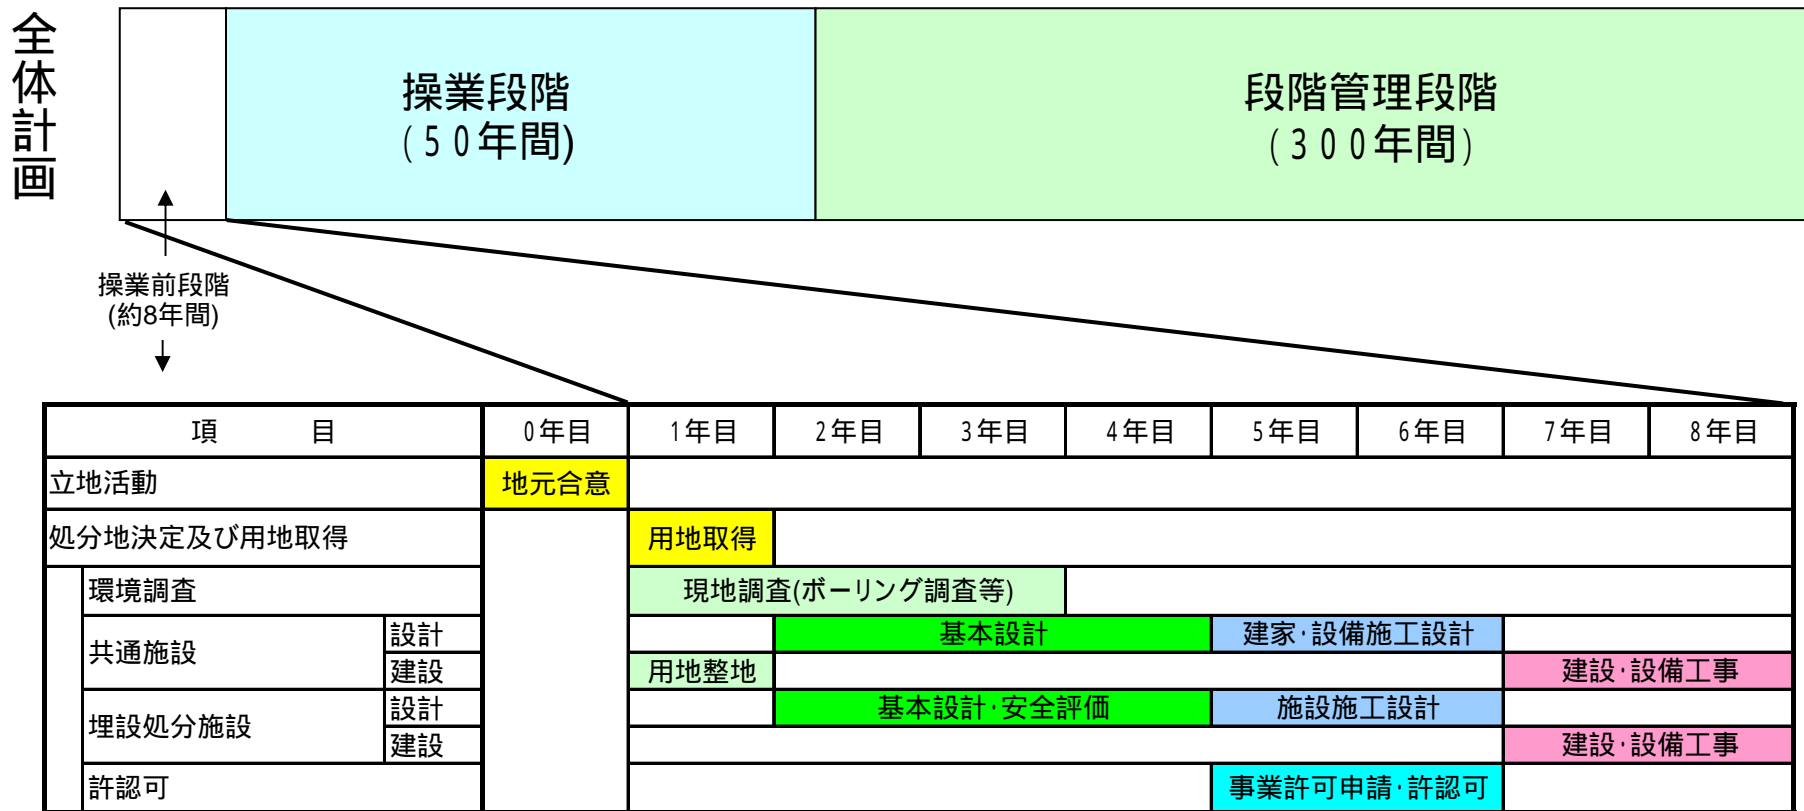 全体計画
操業段階
(50年間)
段階管理段階
(300年間)
操業前段階
(約8年間)
項 目 0年目 1年目 2年目 3年目 4年目 5年目 6年目 7年目 8年目
立地活動 地元合意
処分地決定及び用地取得 用地取得
環境調査 現地調査(ボーリング調査等)
共通施設 設計 基本設計 建家・設備施工設計
建設 用地整地 建設・設備工事
埋設処分施設 設計 基本設計・安全評価 施設施工設計
建設 建設・設備工事
許認可 事業許可申請・許認可